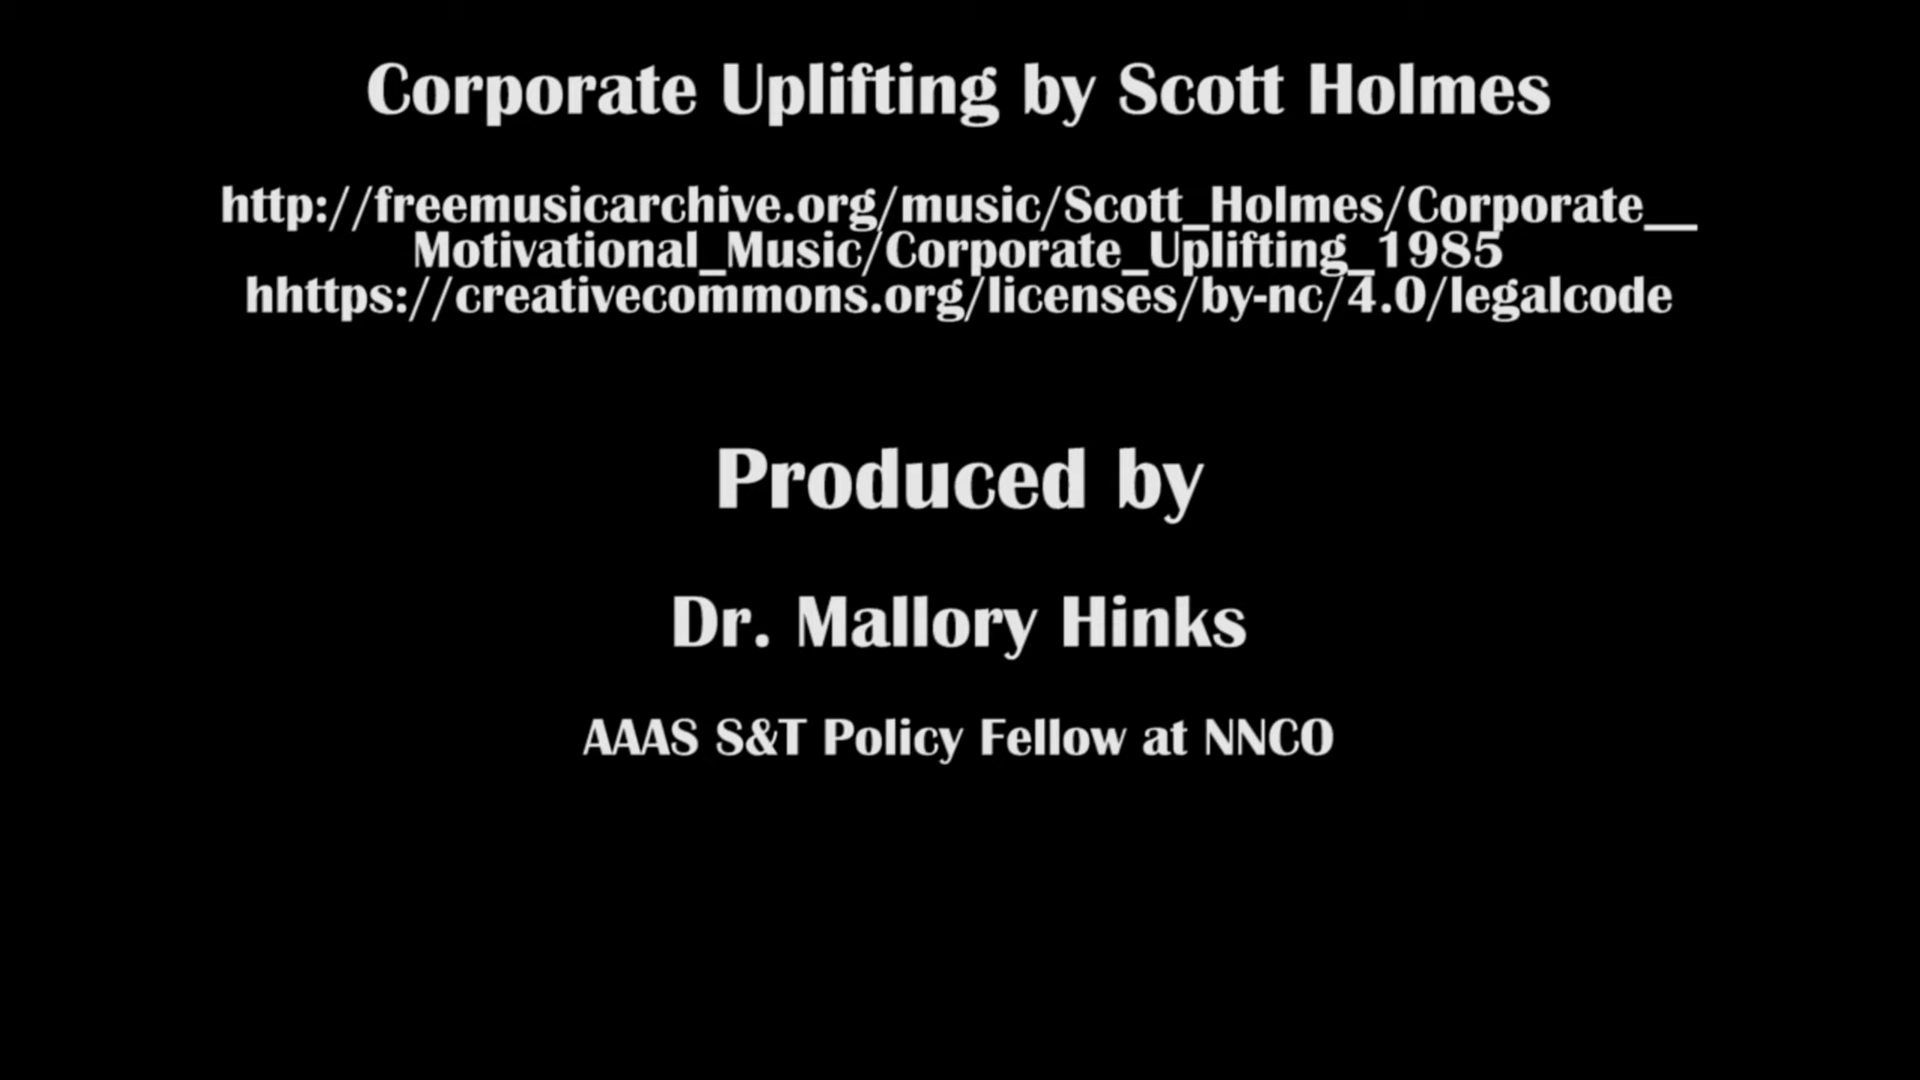 Corporate Uplifting by Scott Holmes
http://freemusicarchive.org/music/Scott_Holmes/Corporate__
Motivational_Music/Corporate_Uplifting_1985
hhttps://creativecommons.org/licenses/by-nc/4.0/legalcode
Produced by
Dr. Mallory Hinks
AAAS S&T Policy Fellow at NNCO